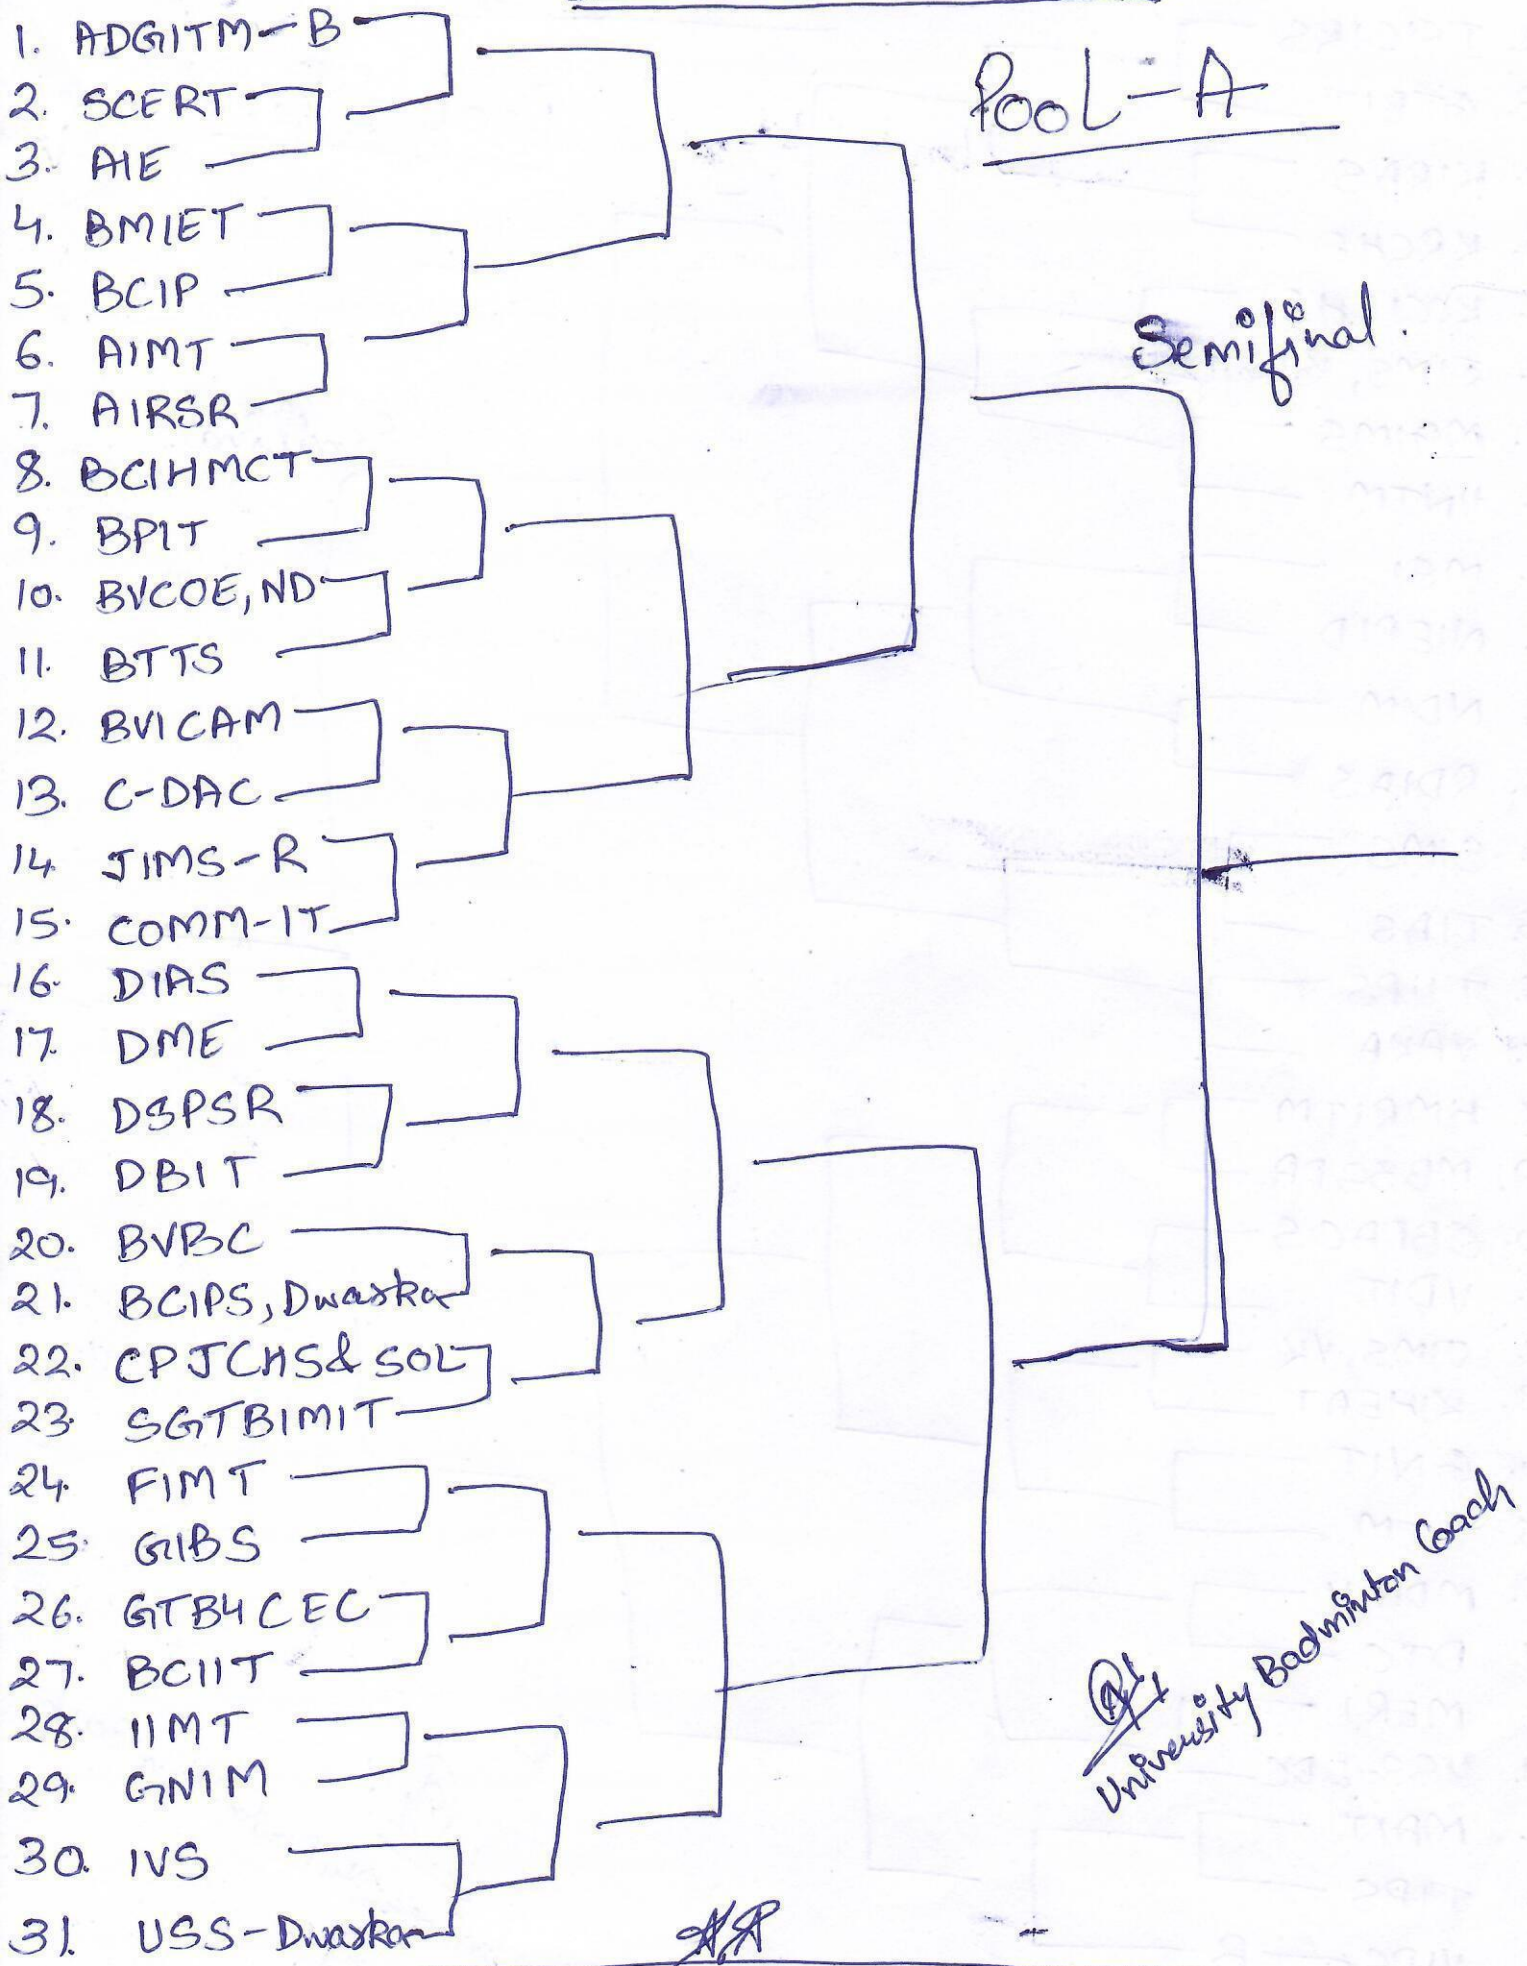 POOL-A
1. ADGITM-B
2. SCERT
3. AIE
4. BMIET
5. BCIP
6. AIMT
7. AIRSR
8. BCIHMCT
9. BPIT
10. BVCOE, ND
11. BTTS
12. BVICAM
13. C-DAC
14 JIMS-R
15. COMM-IT
16. DIAS
17. DME
18. DSPSR
19. DBIT
20. BVBC
21. BCIPS, Dwarka
22. CPJCHS & SOL
23. SGTBIMIT
24. FIMT
25. GIBS
26. GTB4CEC
27. BCIIT
28. IIMT
29. GNIM
30. IVS
31. USS-Dwarka
Semifinal.
University Badminton Coach